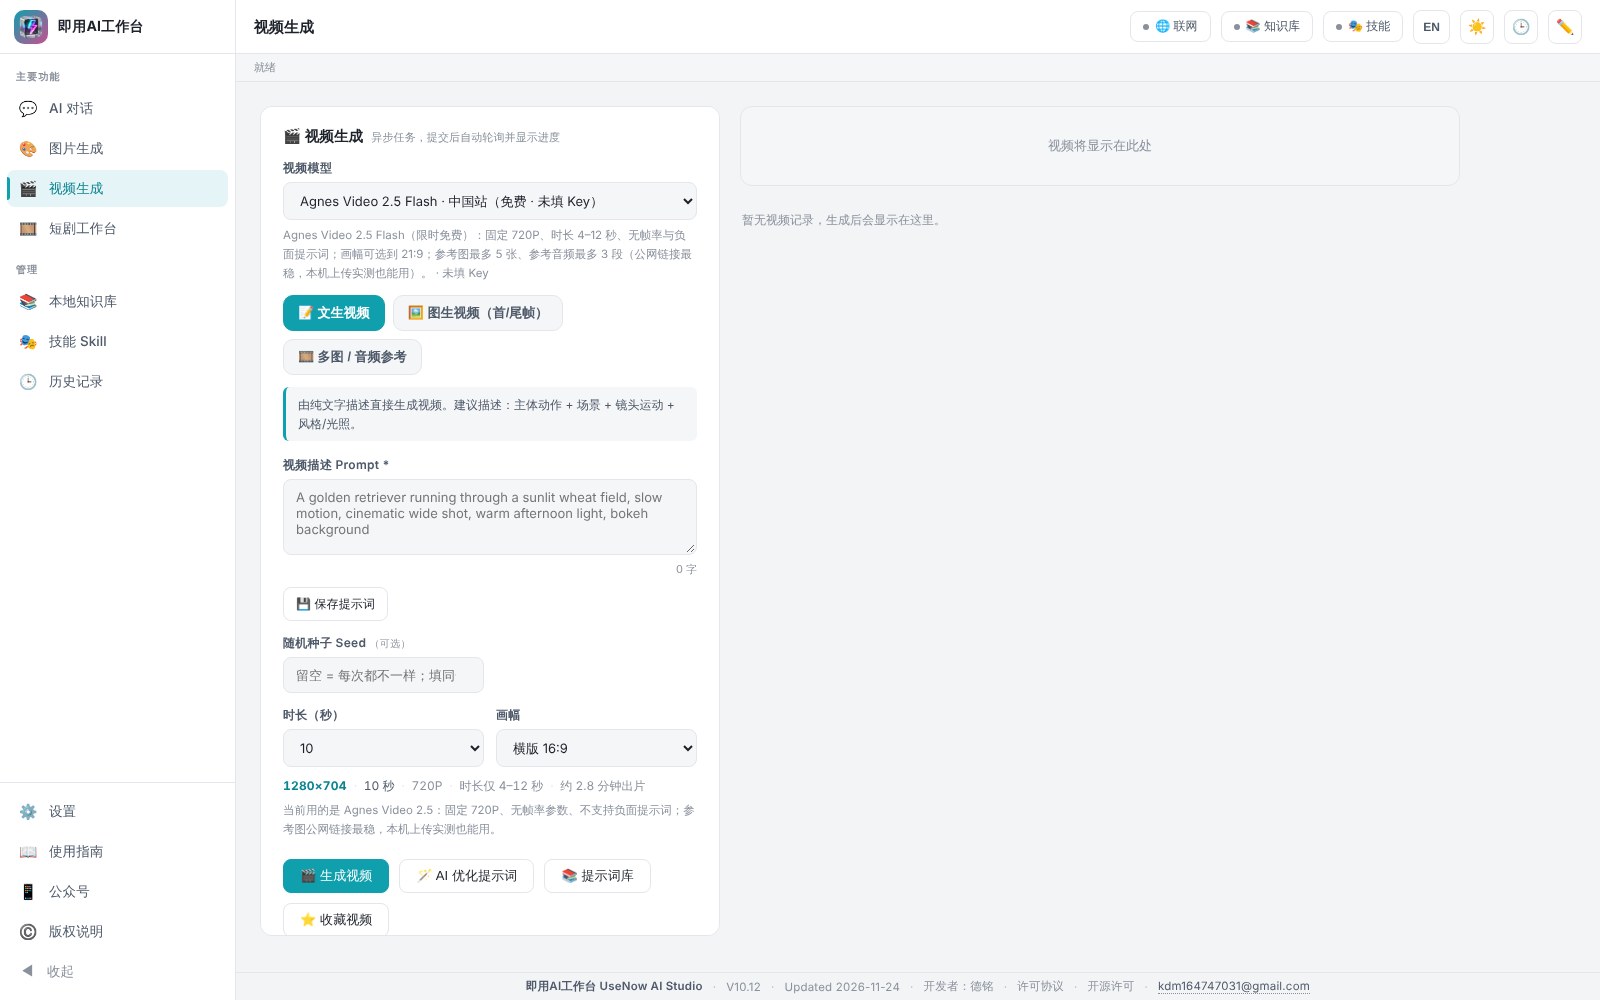 即用AI工作台
主要功能
AI 对话
图片生成
视频生成
短剧工作台
管理
本地知识库
技能 Skill
历史记录
设置
使用指南
公众号
版权说明
收起
视频生成
联网
知识库
技能
EN
就绪
视频生成 异步任务，提交后自动轮询并显示进度
视频模型
Agnes Video 2.5 Flash · 中国站（免费 · 未填 Key）
Agnes Video 2.5 Flash（限时免费）：固定 720P、时长 4–12 秒、无帧率与负
面提示词；画幅可选到 21:9；参考图最多 5 张、参考音频最多 3 段（公网链接最
稳，本机上传实测也能用）。 · 未填 Key
文生视频
图生视频（首/尾帧）
多图 / 音频参考
由纯文字描述直接生成视频。建议描述：主体动作 + 场景 + 镜头运动 +
风格/光照。
视频描述 Prompt *
A golden retriever running through a sunlit wheat field, slow
motion, cinematic wide shot, warm afternoon light, bokeh
background
0 字
保存提示词
随机种子 Seed （可选）
留空 = 每次都不一样；填同
时长（秒）
画幅
10
横版 16:9
1280×704 · 10 秒 · 720P · 时长仅 4–12 秒 · 约 2.8 分钟出片
当前用的是 Agnes Video 2.5：固定 720P、无帧率参数、不支持负面提示词；参
考图公网链接最稳，本机上传实测也能用。
生成视频
AI 优化提示词
提示词库
收藏视频
视频将显示在此处
暂无视频记录，生成后会显示在这里。
即用AI工作台 UseNow AI Studio · V10.12 · Updated 2026-11-24 · 开发者：德铭 · 许可协议 · 开源许可 · kdm164747031@gmail.com